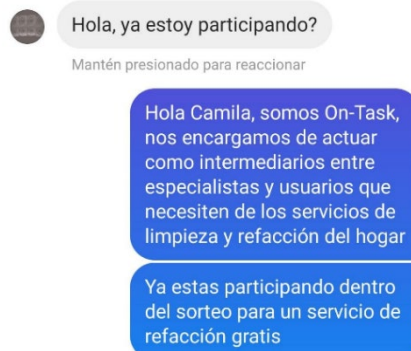 Hola, ya estoy participando?
Mantén presionado para reaccionar
Hola Camila, somos On-Task,
nos encargamos de actuar
como intermediarios entre
especialistas y usuarios que
necesiten de los servicios de
limpieza y refacción del hogar
Ya estas participando dentro
del sorteo para un servicio de
refacción gratis